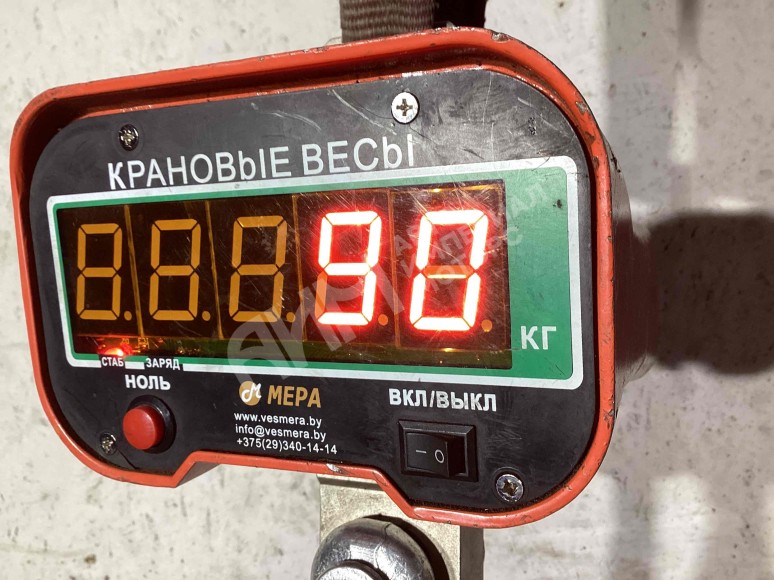 КРАНОВЫЕ ВЕСЫ
90
КГ
СТАБ ЗАРЯД
НОЛЬ
М МЕРА
ВКЛ/ВЫКЛ
www.vesmera.by
info@vesmera.by
+375(29)340-14-14